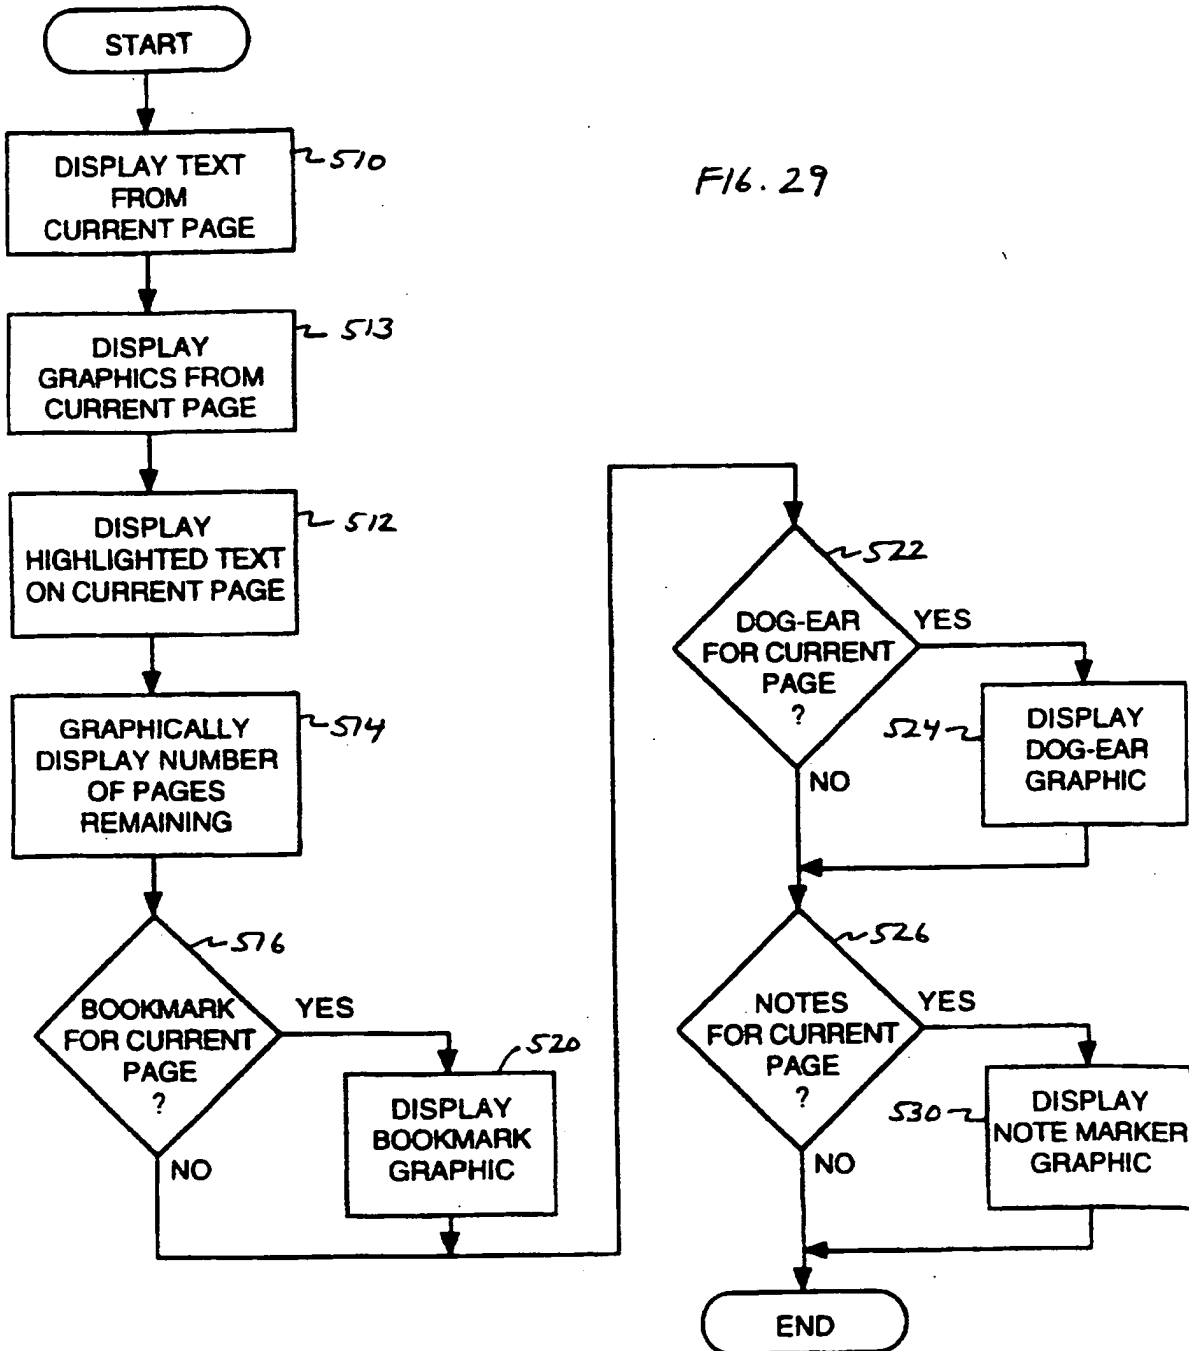 START
DISPLAY TEXT
FROM
CURRENT PAGE
510
FIG. 29
DISPLAY
GRAPHICS FROM
CURRENT PAGE
513
DISPLAY
HIGHLIGHTED TEXT
ON CURRENT PAGE
512
GRAPHICALLY
DISPLAY NUMBER
OF PAGES
REMAINING
514
BOOKMARK
FOR CURRENT
PAGE
?
516
YES
NO
DISPLAY
BOOKMARK
GRAPHIC
520
DOG-EAR
FOR CURRENT
PAGE
?
522
YES
NO
DISPLAY
DOG-EAR
GRAPHIC
524
NOTES
FOR CURRENT
PAGE
?
526
YES
NO
DISPLAY
NOTE MARKER
GRAPHIC
530
END